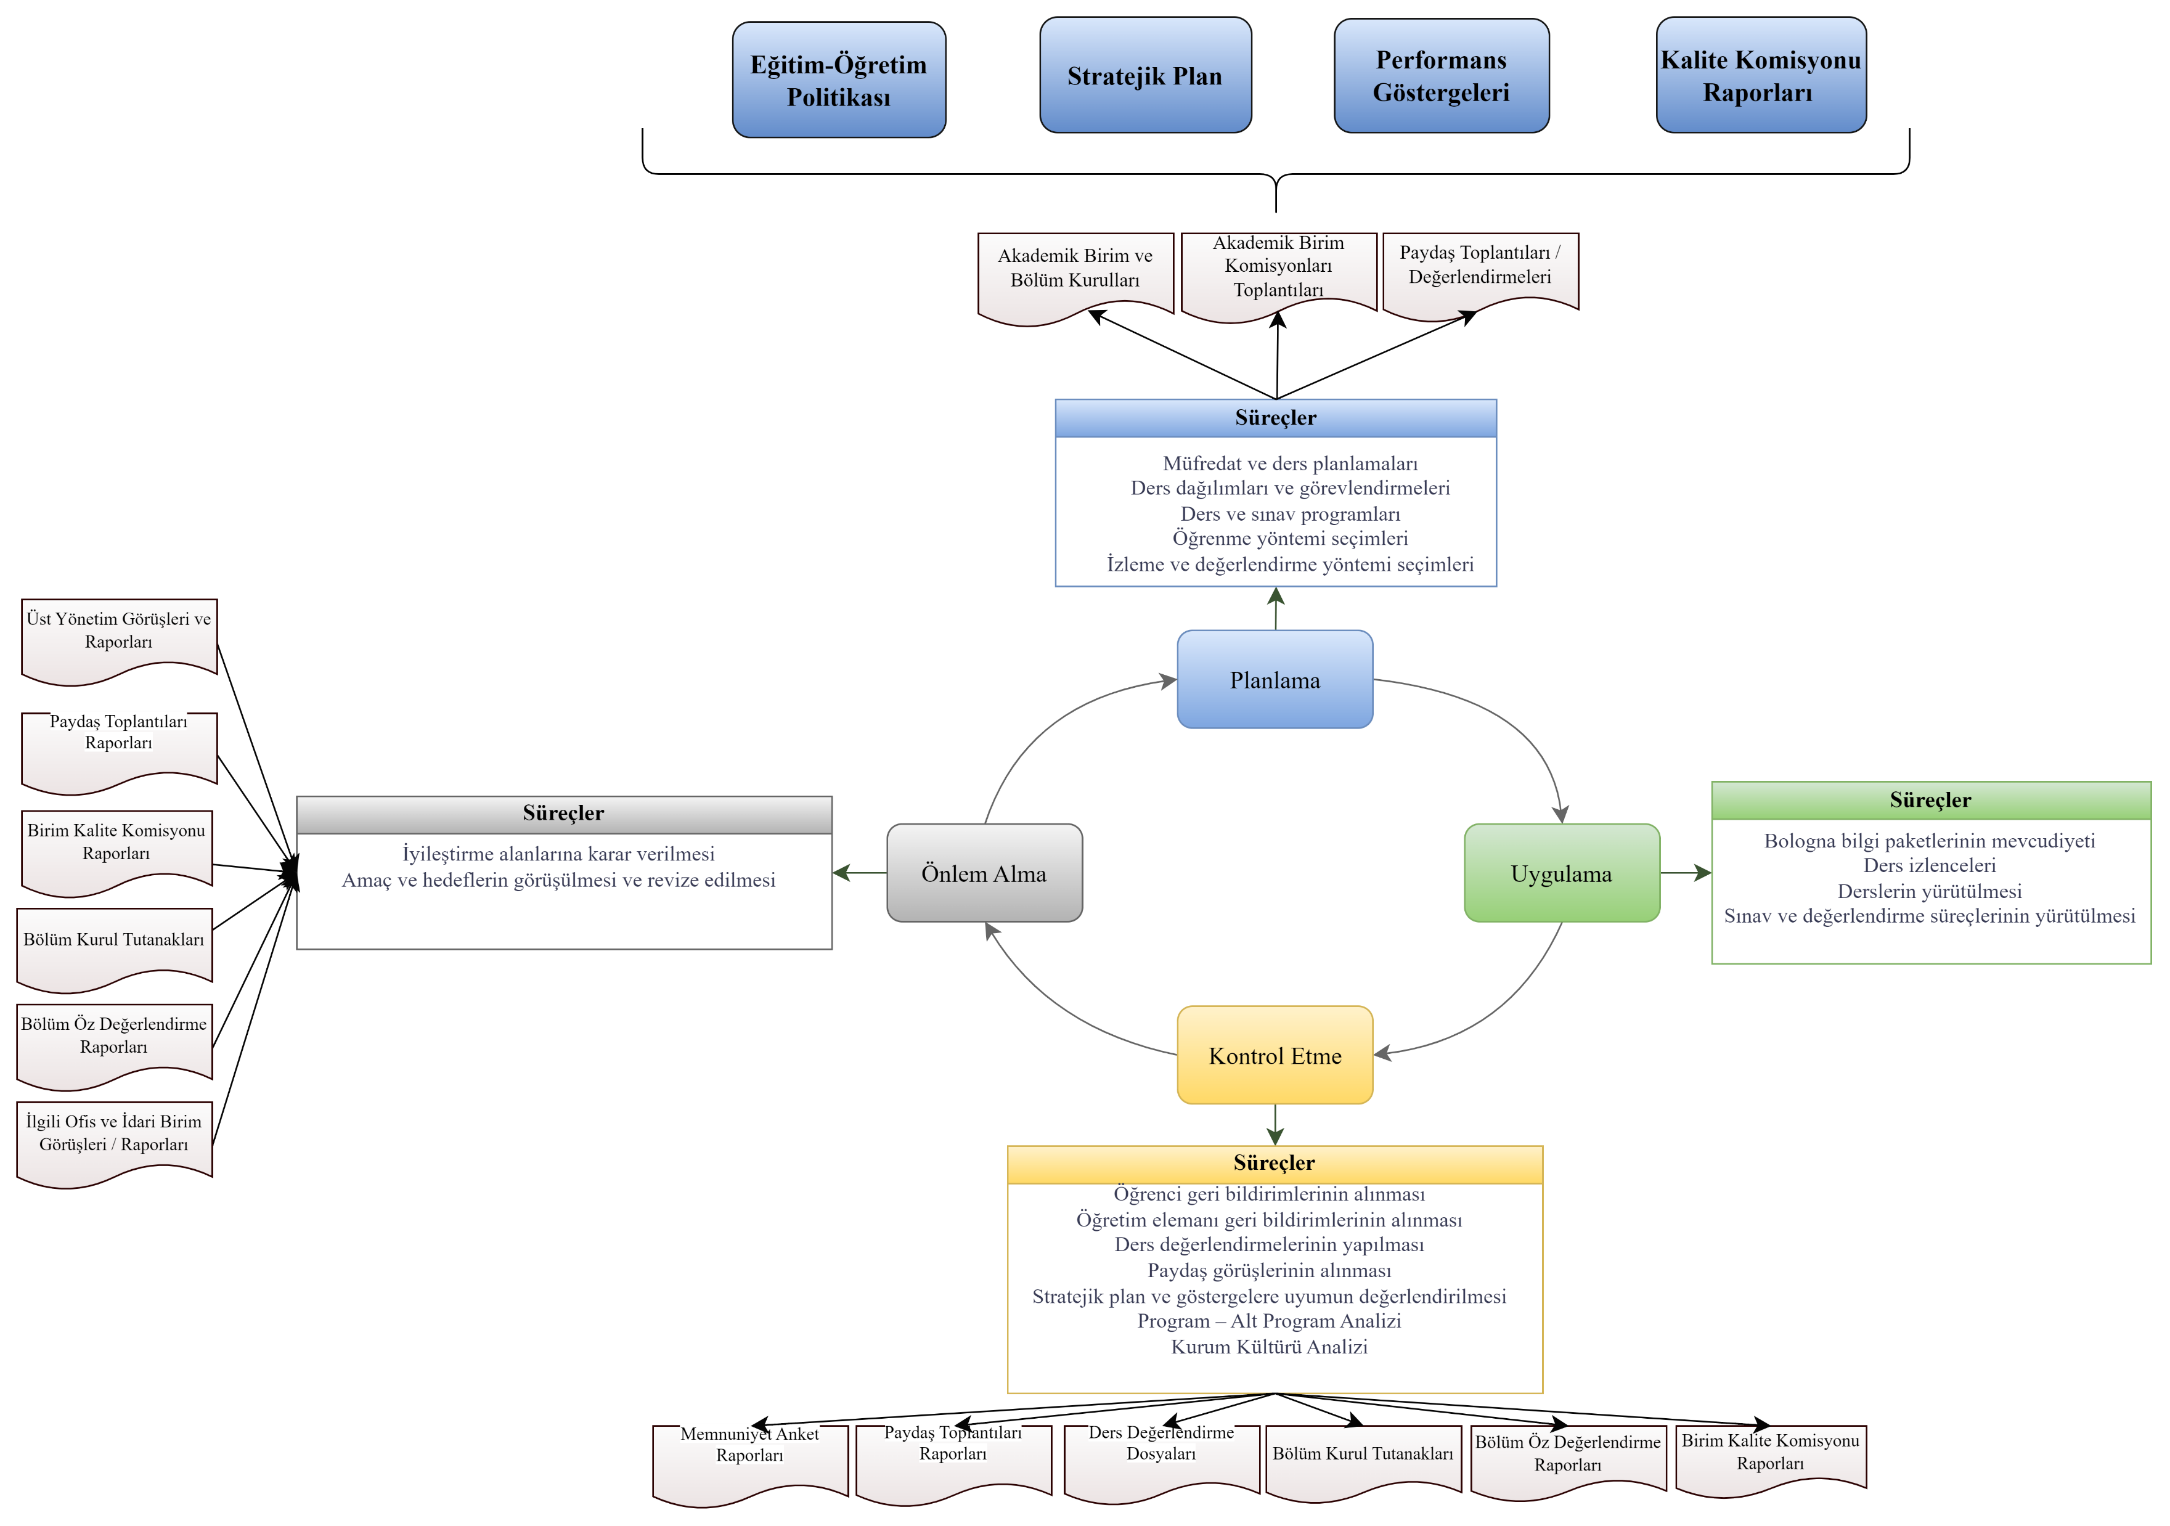 Eğitim-Öğretim
Politikası
Stratejik Plan
Performans
Göstergeleri
Kalite Komisyonu
Raporları
Akademik Birim ve
Bölüm Kurulları
Akademik Birim
Komisyonları
Toplantıları
Paydaş Toplantıları /
Değerlendirmeleri
Süreçler
Müfredat ve ders planlamaları
Ders dağılımları ve görevlendirmeleri
Ders ve sınav programları
Öğrenme yöntemi seçimleri
İzleme ve değerlendirme yöntemi seçimleri
Planlama
Üst Yönetim Görüşleri ve
Raporları
Paydaş Toplantıları
Raporları
Birim Kalite Komisyonu
Raporları
Bölüm Kurul Tutanakları
Bölüm Öz Değerlendirme
Raporları
İlgili Ofis ve İdari Birim
Görüşleri / Raporları
Süreçler
İyileştirme alanlarına karar verilmesi
Amaç ve hedeflerin görüşülmesi ve revize edilmesi
Önlem Alma
Uygulama
Süreçler
Bologna bilgi paketlerinin mevcudiyeti
Ders izlenceleri
Derslerin yürütülmesi
Sınav ve değerlendirme süreçlerinin yürütülmesi
Kontrol Etme
Süreçler
Öğrenci geri bildirimlerinin alınması
Öğretim elemanı geri bildirimlerinin alınması
Ders değerlendirmelerinin yapılması
Paydaş görüşlerinin alınması
Stratejik plan ve göstergelere uyumun değerlendirilmesi
Program – Alt Program Analizi
Kurum Kültürü Analizi
Memnuniyet Anket
Raporları
Paydaş Toplantıları
Raporları
Ders Değerlendirme
Dosyaları
Bölüm Kurul Tutanakları
Bölüm Öz Değerlendirme
Raporları
Birim Kalite Komisyonu
Raporları